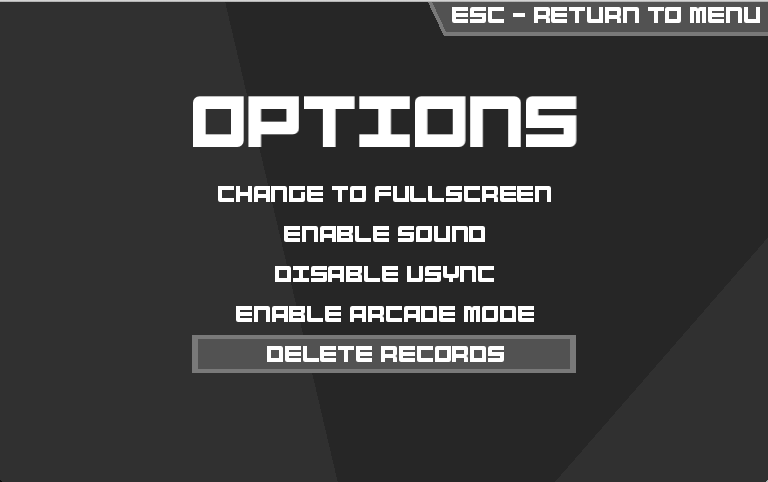 ESC - RETURN TO MENU
OPTIONS
CHANGE TO FULLSCREEN
ENABLE SOUND
DISABLE VSYNC
ENABLE ARCADE MODE
DELETE RECORDS